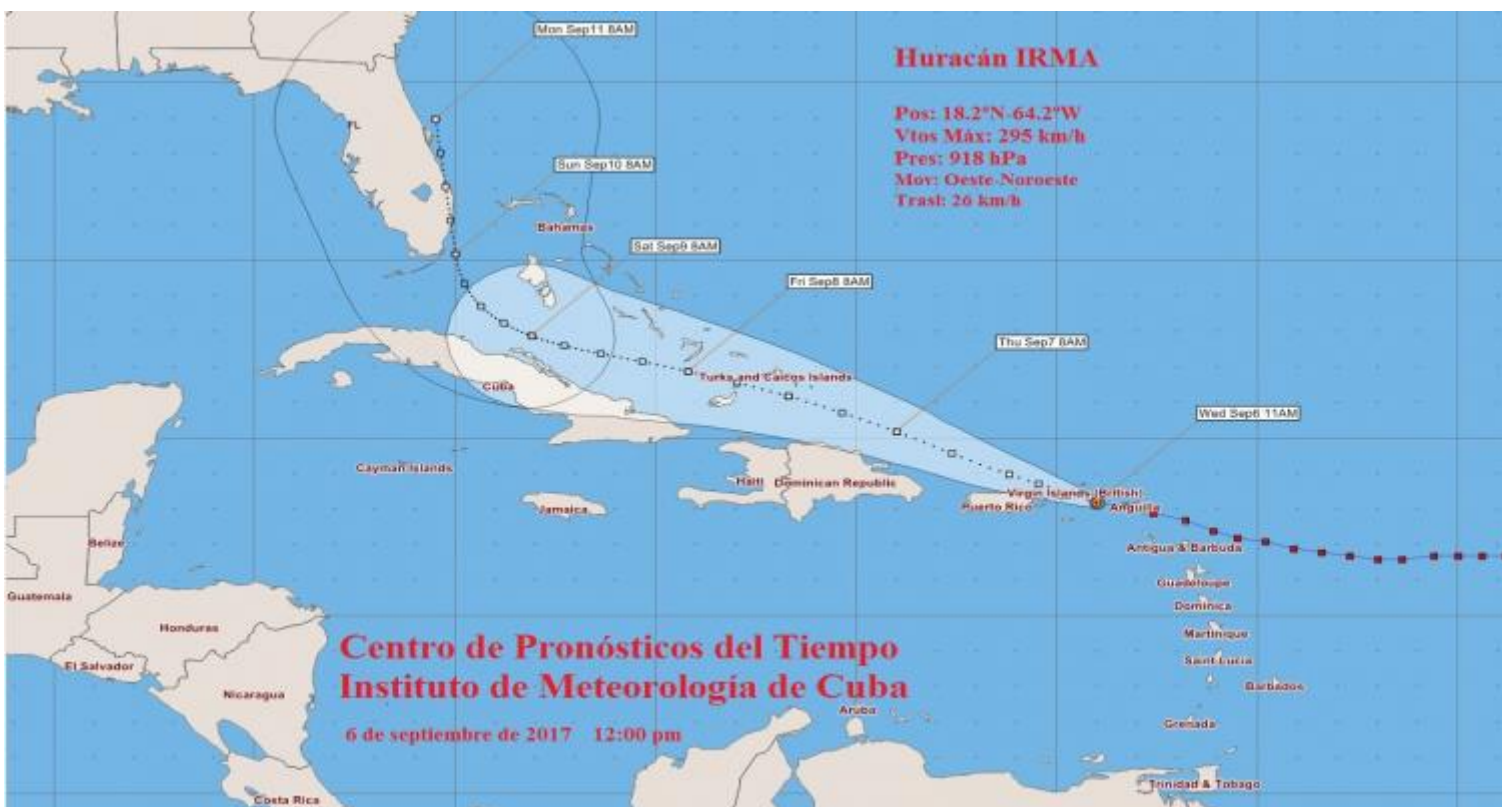 Mon Sep11 8AM
Huracán IRMA
Pos: 18.2ºN-64.2ºW
Vtos Máx: 295 km/h
Pres: 918 hPa
Mov: Oeste-Noroeste
Trasl: 26 km/h
FL
Sun Sep10 8AM
Bahamas
Sat Sep9 8AM
Fri Sep8 8AM
Thu Sep7 8AM
Turks and Caicos Islands
Cuba
Wed Sep6 11AM
Cayman Islands
Haiti
Dominican Republic
Virgin Islands (British)
Jamaica
Puerto Rico
Anguilla
Belize
Antigua & Barbuda
Guadeloupe
Guatemala
Dominica
Honduras
Martinique
Centro de Pronósticos del Tiempo
El Salvador
Saint Lucia
Instituto de Meteorología de Cuba
Nicaragua
Barbados
Aruba
Grenada
6 de septiembre de 2017 12:00 pm
Trinidad & Tobago
Costa Rica